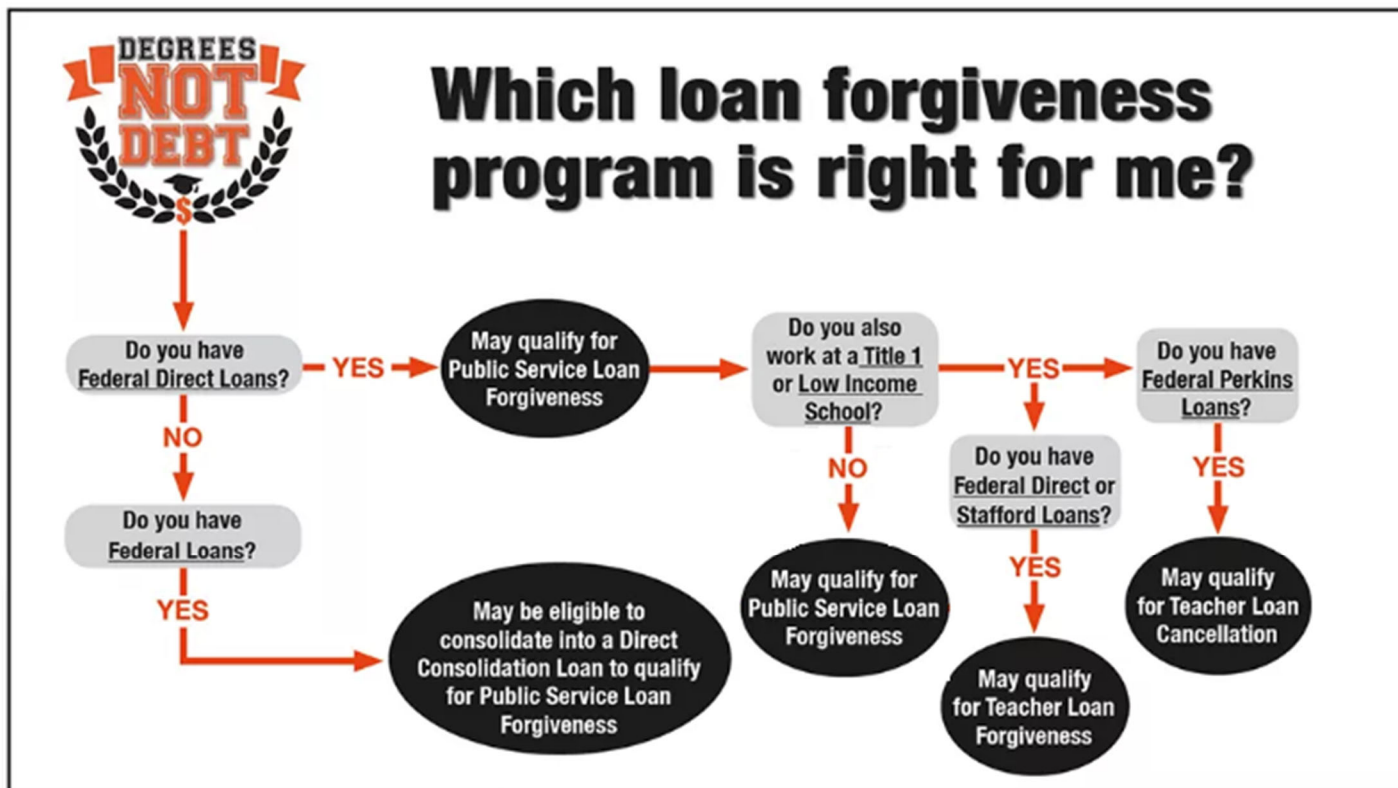 DEGREES
NOT
DEBT
$
Which loan forgiveness
program is right for me?
Do you have
Federal Direct Loans?
YES
May qualify for
Public Service Loan
Forgiveness
Do you also
work at a Title 1
or Low Income
School?
YES
Do you have
Federal Perkins
Loans?
NO
NO
Do you have
Federal Direct or
Stafford Loans?
YES
Do you have
Federal Loans?
YES
May be eligible to
consolidate into a Direct
Consolidation Loan to qualify
for Public Service Loan
Forgiveness
May qualify for
Public Service Loan
Forgiveness
YES
May qualify
for Teacher Loan
Forgiveness
May qualify
for Teacher Loan
Cancellation